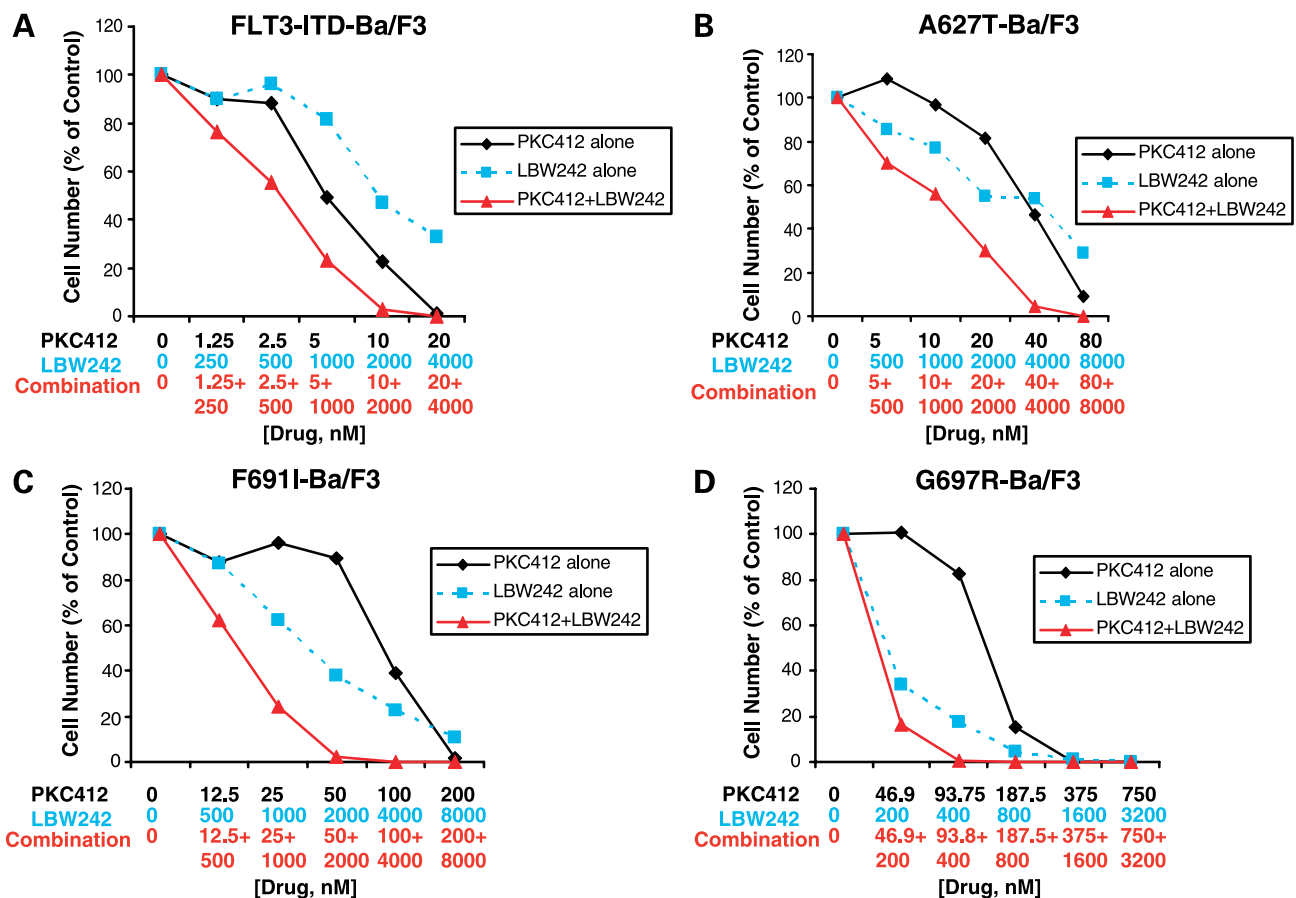 A
FLT3-ITD-Ba/F3
120
100
80
60
40
20
0
Cell Number (% of Control)
PKC412 alone
LBW242 alone
PKC412+LBW242
PKC412 0 1.25 2.5 5 10 20
LBW242 0 250 500 1000 2000 4000
Combination 0 1.25+ 2.5+ 5+ 10+ 20+
250 500 1000 2000 4000
[Drug, nM]
B
A627T-Ba/F3
120
100
80
60
40
20
0
Cell Number (% of Control)
PKC412 alone
LBW242 alone
PKC412+LBW242
PKC412 0 5 10 20 40 80
LBW242 0 500 1000 2000 4000 8000
Combination 0 5+ 10+ 20+ 40+ 80+
500 1000 2000 4000 8000
[Drug, nM]
C
F691I-Ba/F3
120
100
80
60
40
20
0
Cell Number (% of Control)
PKC412 alone
LBW242 alone
PKC412+LBW242
PKC412 0 12.5 25 50 100 200
LBW242 0 500 1000 2000 4000 8000
Combination 0 12.5+ 25+ 50+ 100+ 200+
500 1000 2000 4000 8000
[Drug, nM]
D
G697R-Ba/F3
120
100
80
60
40
20
0
Cell Number (% of Control)
PKC412 alone
LBW242 alone
PKC412+LBW242
PKC412 0 46.9 93.75 187.5 375 750
LBW242 0 200 400 800 1600 3200
Combination 0 46.9+ 93.8+ 187.5+ 375+ 750+
200 400 800 1600 3200
[Drug, nM]